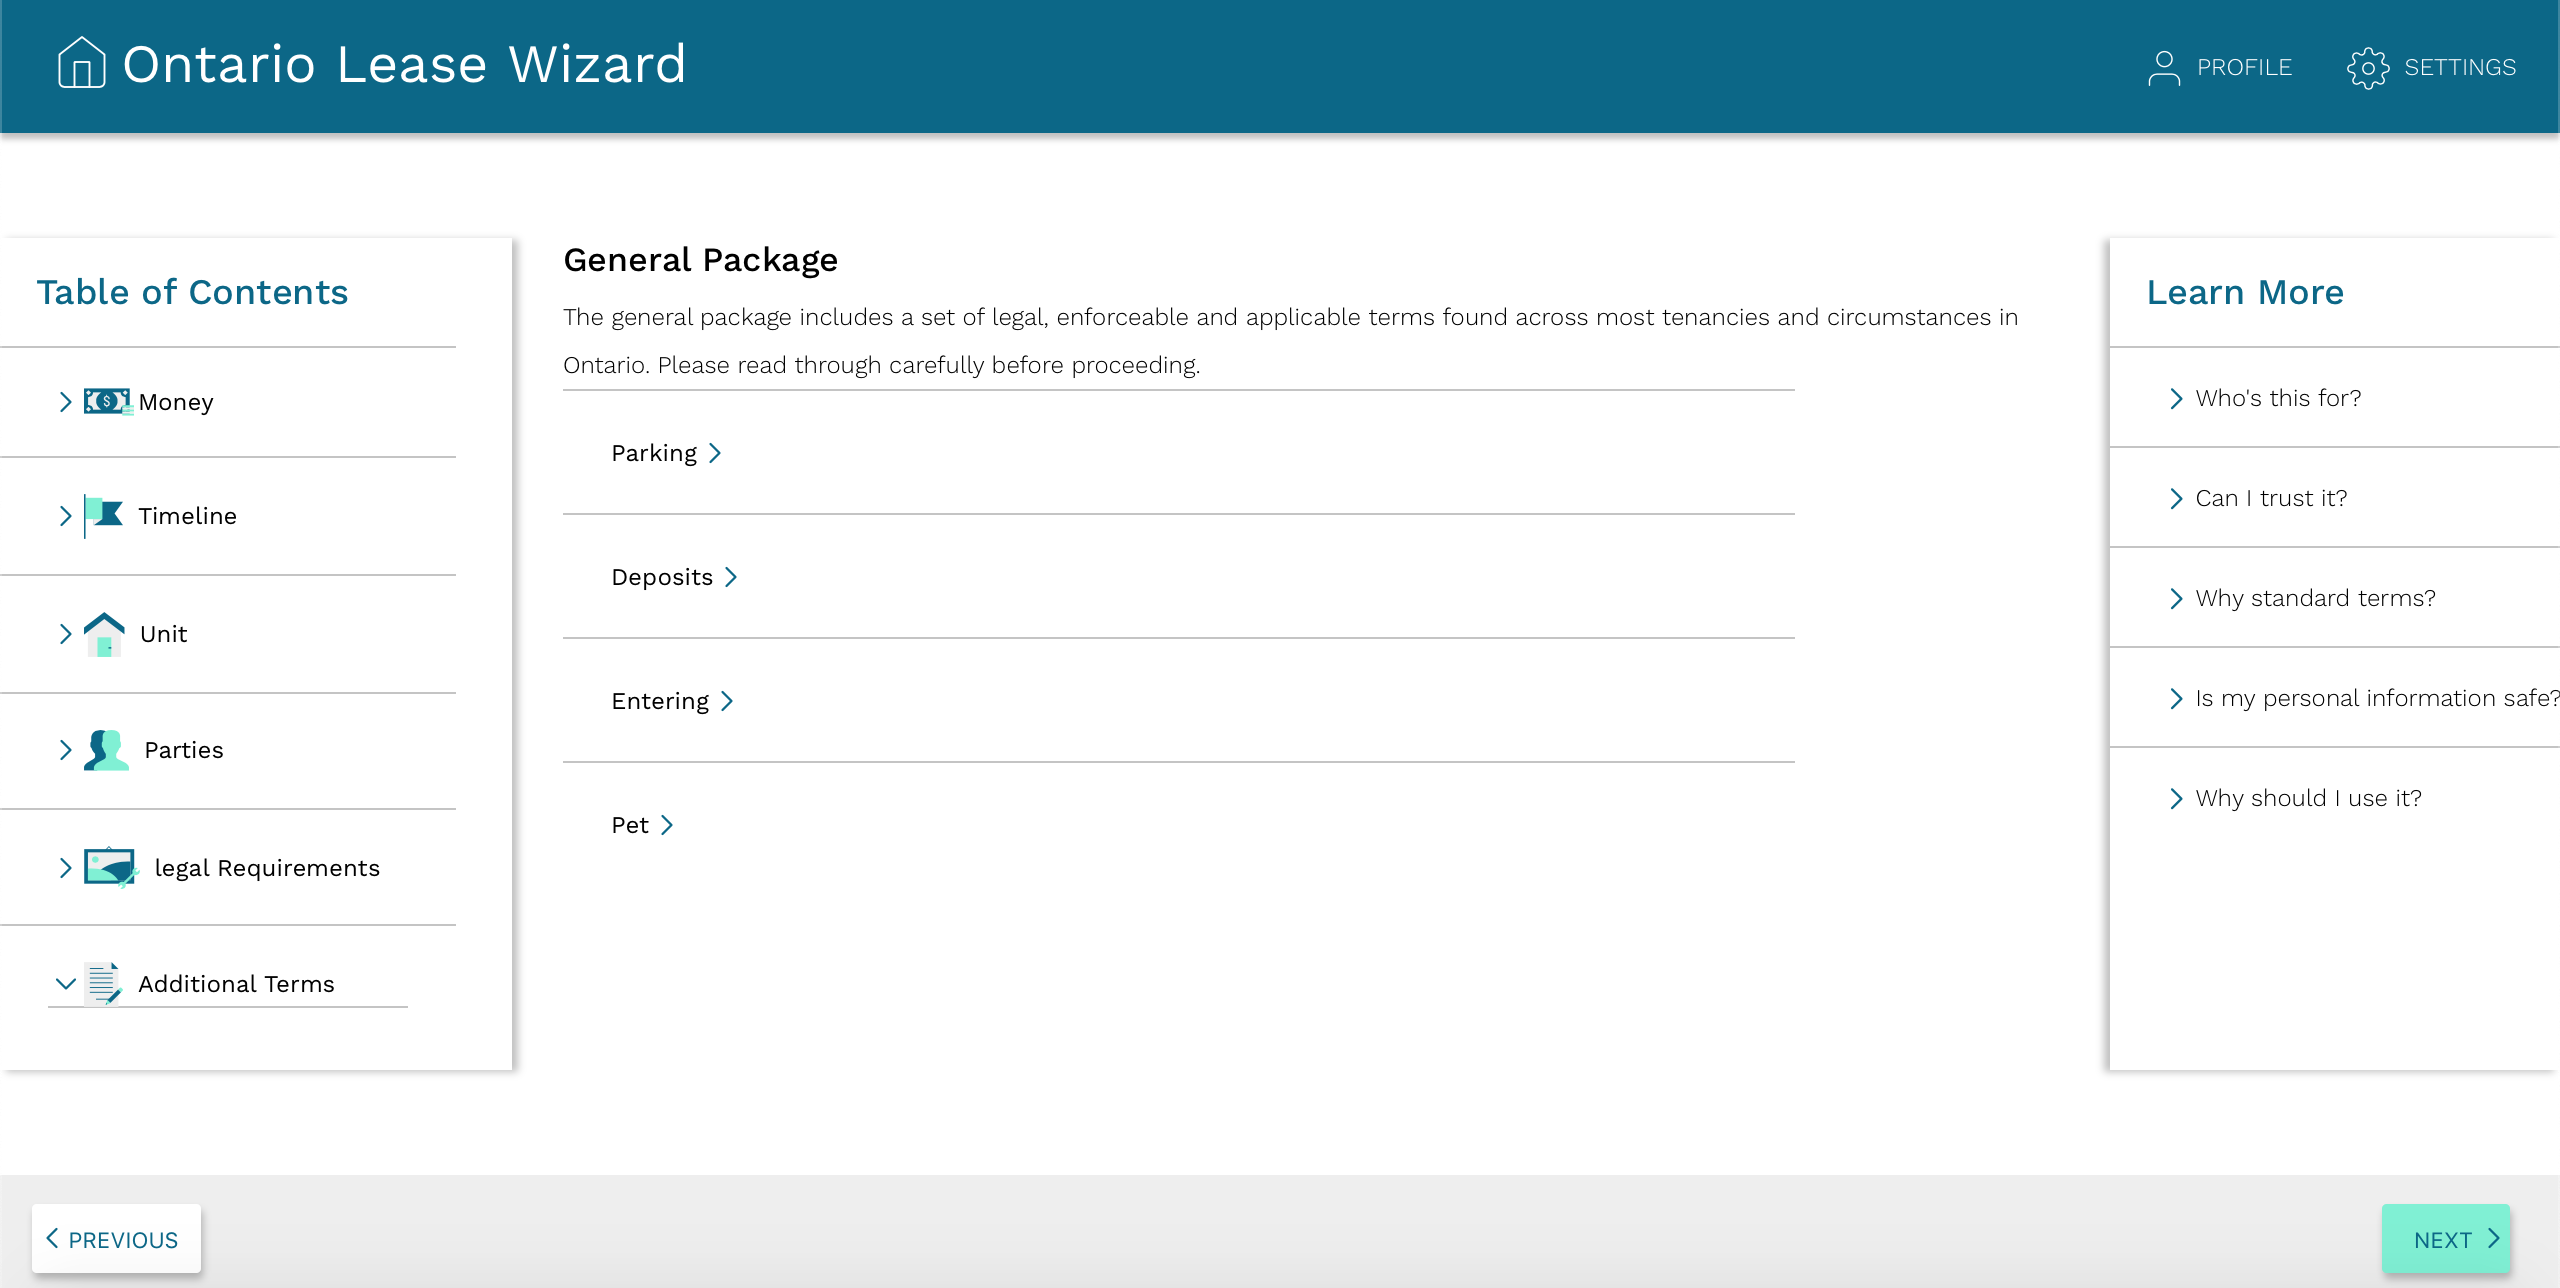 Ontario Lease Wizard
PROFILE
SETTINGS
Table of Contents
Money
Timeline
Unit
Parties
legal Requirements
Additional Terms
General Package
The general package includes a set of legal, enforceable and applicable terms found across most tenancies and circumstances in
Ontario. Please read through carefully before proceeding.
Parking
Deposits
Entering
Pet
Learn More
Who's this for?
Can I trust it?
Why standard terms?
Is my personal information safe?
Why should I use it?
PREVIOUS
NEXT